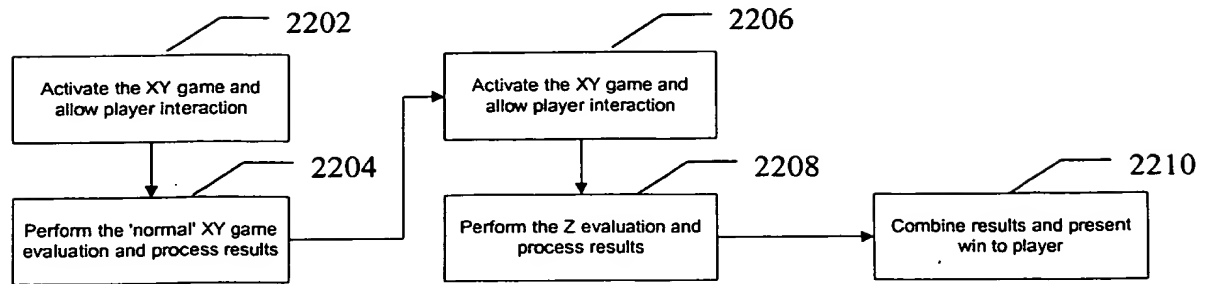 2202
Activate the XY game and
allow player interaction
2204
Perform the 'normal' XY game
evaluation and process results
2206
Activate the XY game and
allow player interaction
2208
Perform the Z evaluation and
process results
2210
Combine results and present
win to player